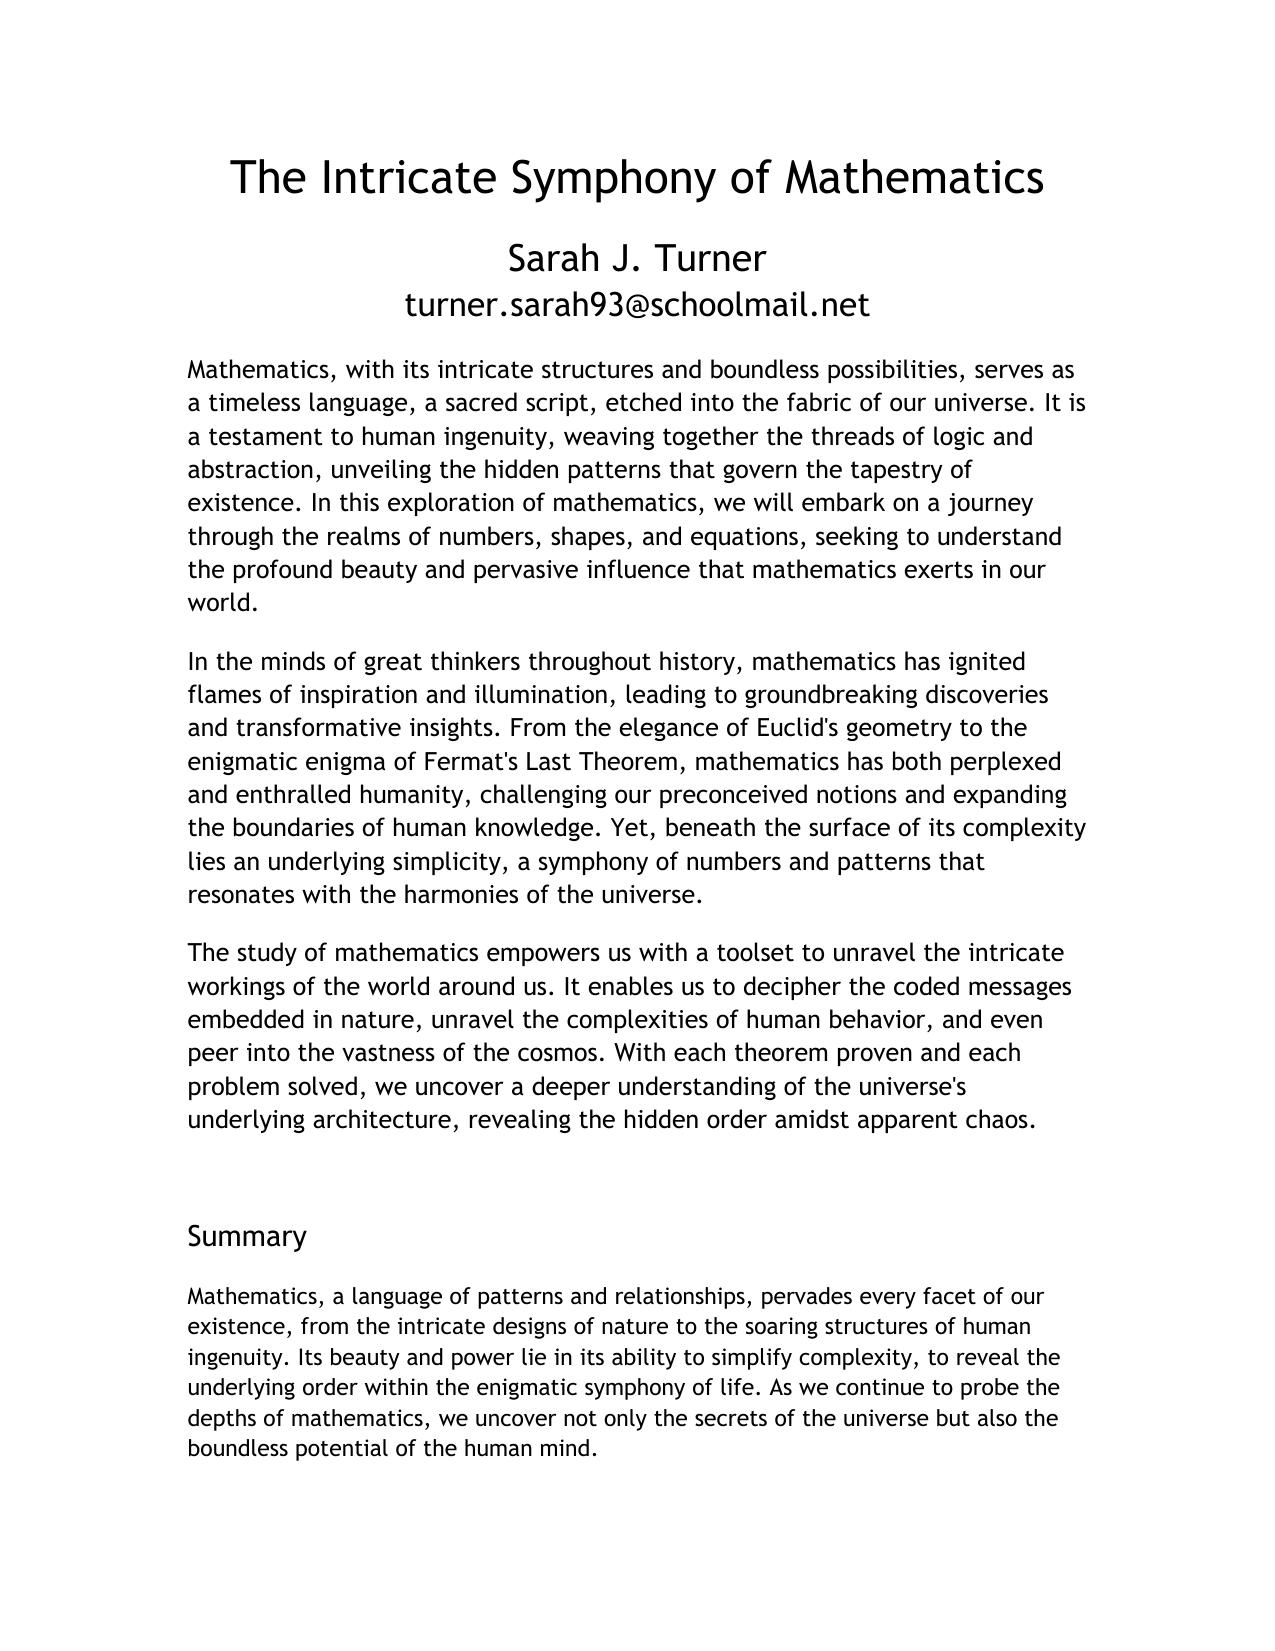 The Intricate Symphony of Mathematics
Sarah J. Turner
turner.sarah93@schoolmail.net
Mathematics, with its intricate structures and boundless possibilities, serves as
a timeless language, a sacred script, etched into the fabric of our universe. It is
a testament to human ingenuity, weaving together the threads of logic and
abstraction, unveiling the hidden patterns that govern the tapestry of
existence. In this exploration of mathematics, we will embark on a journey
through the realms of numbers, shapes, and equations, seeking to understand
the profound beauty and pervasive influence that mathematics exerts in our
world.
In the minds of great thinkers throughout history, mathematics has ignited
flames of inspiration and illumination, leading to groundbreaking discoveries
and transformative insights. From the elegance of Euclid's geometry to the
enigmatic enigma of Fermat's Last Theorem, mathematics has both perplexed
and enthralled humanity, challenging our preconceived notions and expanding
the boundaries of human knowledge. Yet, beneath the surface of its complexity
lies an underlying simplicity, a symphony of numbers and patterns that
resonates with the harmonies of the universe.
The study of mathematics empowers us with a toolset to unravel the intricate
workings of the world around us. It enables us to decipher the coded messages
embedded in nature, unravel the complexities of human behavior, and even
peer into the vastness of the cosmos. With each theorem proven and each
problem solved, we uncover a deeper understanding of the universe's
underlying architecture, revealing the hidden order amidst apparent chaos.
Summary
Mathematics, a language of patterns and relationships, pervades every facet of our
existence, from the intricate designs of nature to the soaring structures of human
ingenuity. Its beauty and power lie in its ability to simplify complexity, to reveal the
underlying order within the enigmatic symphony of life. As we continue to probe the
depths of mathematics, we uncover not only the secrets of the universe but also the
boundless potential of the human mind.